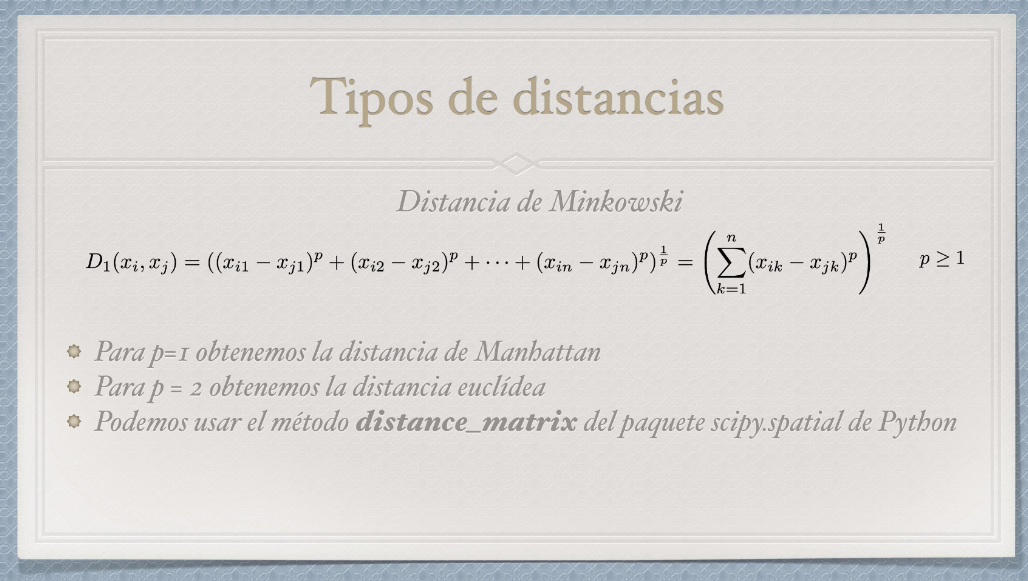 Tipos de distancias
Distancia de Minkowski
$D_1(x_i, x_j) = ((x_{i1} - x_{j1})^p + (x_{i2} - x_{j2})^p + \cdots + (x_{in} - x_{jn})^p)^{\frac{1}{p}} = \left(\sum_{k=1}^{n}(x_{ik} - x_{jk})^p\right)^{\frac{1}{p}} \quad p \geq 1$
Para p=1 obtenemos la distancia de Manhattan
Para p = 2 obtenemos la distancia euclídea
Podemos usar el método distance_matrix del paquete scipy.spatial de Python